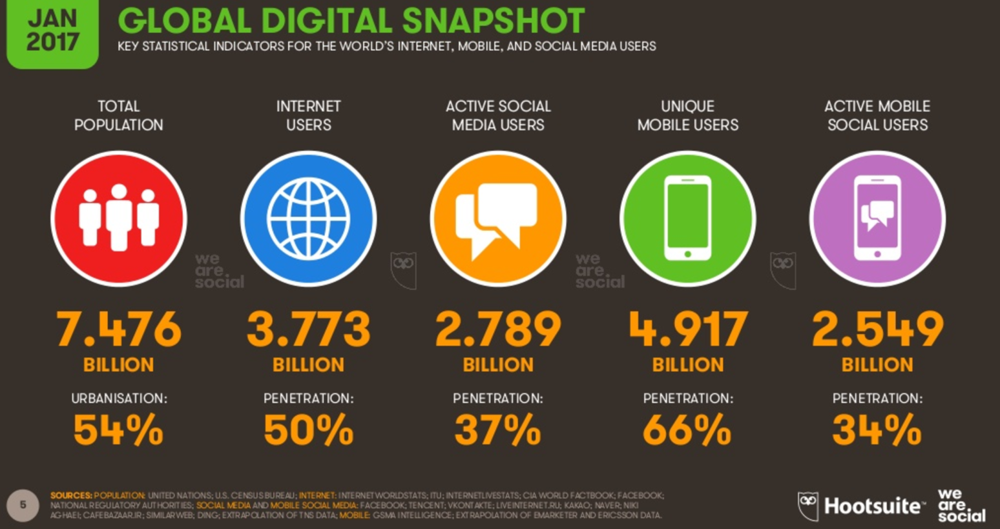 JAN
2017
GLOBAL DIGITAL SNAPSHOT
KEY STATISTICAL INDICATORS FOR THE WORLD'S INTERNET, MOBILE, AND SOCIAL MEDIA USERS
TOTAL
POPULATION
7.476
BILLION
URBANISATION:
54%
INTERNET
USERS
3.773
BILLION
PENETRATION:
50%
ACTIVE SOCIAL
MEDIA USERS
2.789
BILLION
PENETRATION:
37%
UNIQUE
MOBILE USERS
4.917
BILLION
PENETRATION:
66%
ACTIVE MOBILE
SOCIAL USERS
2.549
BILLION
PENETRATION:
34%
we
are
social
we
are
social
5
SOURCES: POPULATION: UNITED NATIONS; U.S. CENSUS BUREAU; INTERNET: INTERNETWORLDSTATS; ITU; INTERNETLIVESTATS; CIA WORLD FACTBOOK; FACEBOOK;
NATIONAL REGULATORY AUTHORITIES; SOCIAL MEDIA AND MOBILE SOCIAL MEDIA: FACEBOOK; TENCENT; VKONTAKTE; LIVEINTERNET.RU; KAKAO; NAVER; NIKI
AGHAEI; CAFEBAZAAR.IR; SIMILARWEB; DING; EXTRAPOLATION OF TNS DATA; MOBILE: GSMA INTELLIGENCE; EXTRAPOLATION OF EMARKETER AND ERICSSON DATA.
Hootsuite™
we
are
social